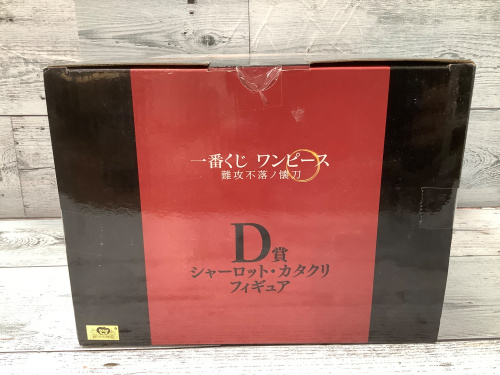 一番くじ ワンピース
難攻不落ノ懐刀
D賞
シャーロット・カタクリ
フィギュア